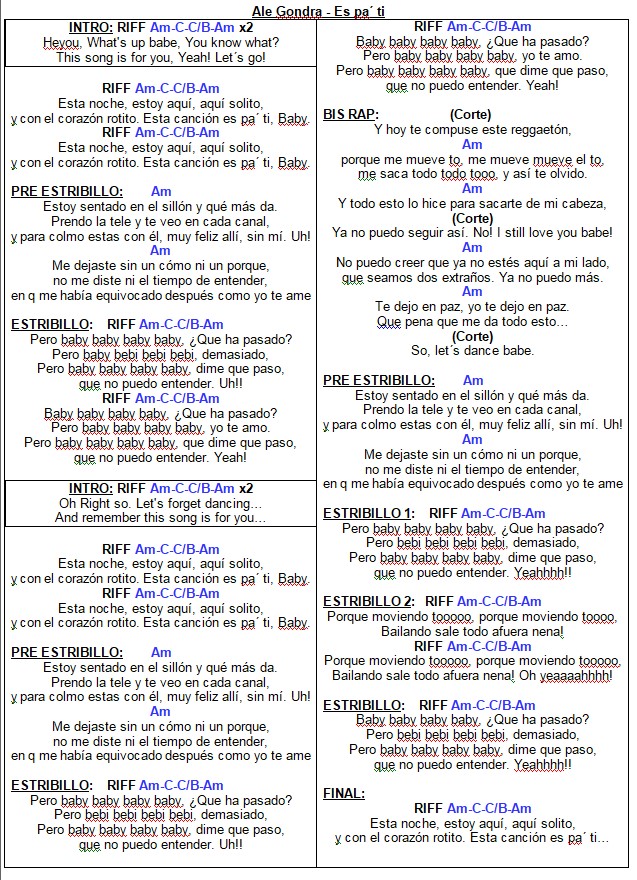 Ale Gondra - Es pa´ ti
INTRO: RIFF Am-C-C/B-Am x2
Heyou, What's up babe, You know what?
This song is for you, Yeah! Let´s go!
RIFF Am-C-C/B-Am
Esta noche, estoy aquí, aquí solito,
y con el corazón rotito. Esta canción es pa´ ti, Baby.
RIFF Am-C-C/B-Am
Esta noche, estoy aquí, aquí solito,
y con el corazón rotito. Esta canción es pa´ ti, Baby.
PRE ESTRIBILLO: Am
Estoy sentado en el sillón y qué más da.
Prendo la tele y te veo en cada canal,
y para colmo estas con él, muy feliz allí, sin mí. Uh!
Am
Me dejaste sin un cómo ni un porque,
no me diste ni el tiempo de entender,
en q me había equivocado después como yo te ame
ESTRIBILLO: RIFF Am-C-C/B-Am
Pero baby baby baby baby, ¿Que ha pasado?
Pero baby bebi bebi bebi, demasiado,
Pero baby baby baby baby, dime que paso,
que no puedo entender. Uh!!
RIFF Am-C-C/B-Am
Baby baby baby baby, ¿Que ha pasado?
Pero baby baby baby baby, yo te amo.
Pero baby baby baby baby, que dime que paso,
que no puedo entender. Yeah!
INTRO: RIFF Am-C-C/B-Am x2
Oh Right so. Let's forget dancing...
And remember this song is for you...
RIFF Am-C-C/B-Am
Esta noche, estoy aquí, aquí solito,
y con el corazón rotito. Esta canción es pa´ ti, Baby.
RIFF Am-C-C/B-Am
Esta noche, estoy aquí, aquí solito,
y con el corazón rotito. Esta canción es pa´ ti, Baby.
PRE ESTRIBILLO: Am
Estoy sentado en el sillón y qué más da.
Prendo la tele y te veo en cada canal,
y para colmo estas con él, muy feliz allí, sin mí. Uh!
Am
Me dejaste sin un cómo ni un porque,
no me diste ni el tiempo de entender,
en q me había equivocado después como yo te ame
ESTRIBILLO: RIFF Am-C-C/B-Am
Pero baby baby baby baby, ¿Que ha pasado?
Pero bebi bebi bebi bebi, demasiado,
Pero baby baby baby baby, dime que paso,
que no puedo entender. Uh!!
RIFF Am-C-C/B-Am
Baby baby baby baby, ¿Que ha pasado?
Pero baby baby baby baby, yo te amo.
Pero baby baby baby baby, que dime que paso,
que no puedo entender. Yeah!
BIS RAP: (Corte)
Y hoy te compuse este reggaetón,
Am
porque me mueve to, me mueve mueve el to,
me saca todo todo tooo, y así te olvido.
Am
Y todo esto lo hice para sacarte de mi cabeza,
(Corte)
Ya no puedo seguir así. No! I still love you babe!
Am
No puedo creer que ya no estés aquí a mi lado,
que seamos dos extraños. Ya no puedo más.
Am
Te dejo en paz, yo te dejo en paz.
Que pena que me da todo esto...
(Corte)
So, let´s dance babe.
PRE ESTRIBILLO: Am
Estoy sentado en el sillón y qué más da.
Prendo la tele y te veo en cada canal,
y para colmo estas con él, muy feliz allí, sin mí. Uh!
Am
Me dejaste sin un cómo ni un porque,
no me diste ni el tiempo de entender,
en q me había equivocado después como yo te ame
ESTRIBILLO 1: RIFF Am-C-C/B-Am
Pero baby baby baby baby, ¿Que ha pasado?
Pero bebi bebi bebi bebi, demasiado,
Pero baby baby baby baby, dime que paso,
que no puedo entender. Yeahhhh!!
ESTRIBILLO 2: RIFF Am-C-C/B-Am
Porque moviendo tooooo, porque moviendo toooo,
Bailando sale todo afuera nena!
RIFF Am-C-C/B-Am
Porque moviendo tooooo, porque moviendo tooooo,
Bailando sale todo afuera nena! Oh yeaaaahhhh!
ESTRIBILLO: RIFF Am-C-C/B-Am
Baby baby baby baby, ¿Que ha pasado?
Pero bebi bebi bebi bebi, demasiado,
Pero baby baby baby baby, dime que paso,
que no puedo entender. Yeahhhh!!
FINAL:
RIFF Am-C-C/B-Am
Esta noche, estoy aquí, aquí solito,
y con el corazón rotito. Esta canción es pa´ ti...